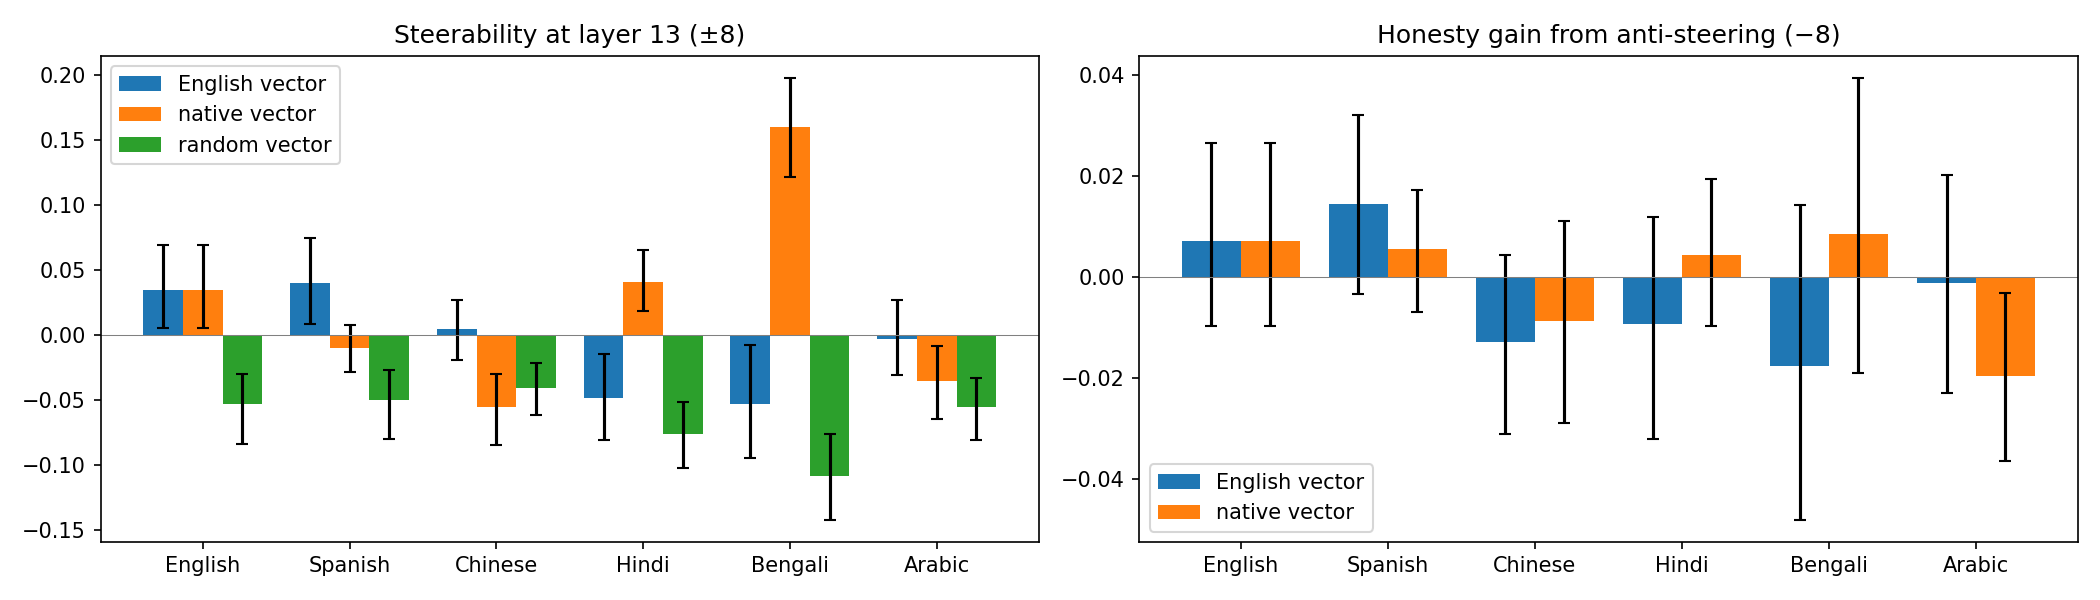 Steerability at layer 13 (±8)
0.20
0.15
0.10
0.05
0.00
−0.05
−0.10
−0.15
English vector
native vector
random vector
English Spanish Chinese Hindi Bengali Arabic
Honesty gain from anti-steering (−8)
0.04
0.02
0.00
−0.02
−0.04
English vector
native vector
English Spanish Chinese Hindi Bengali Arabic